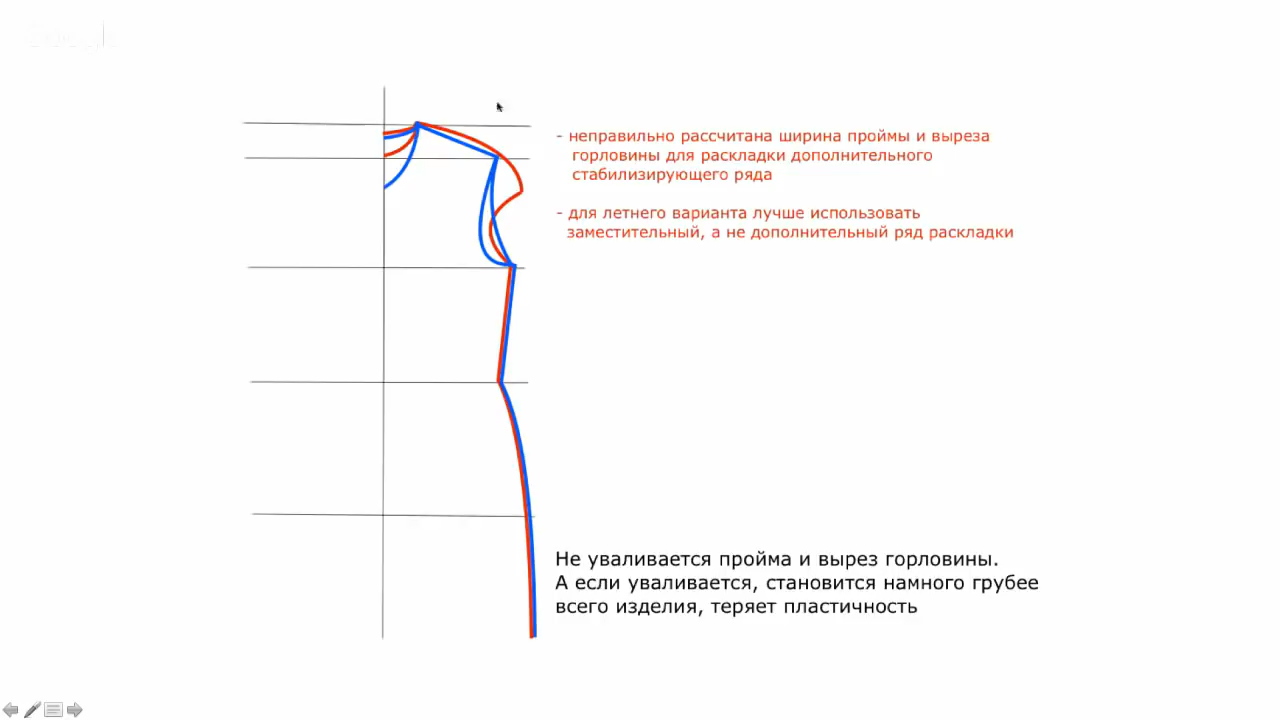 - неправильно рассчитана ширина проймы и выреза
горловины для раскладки дополнительного
стабилизирующего ряда
- для летнего варианта лучше использовать
заместительный, а не дополнительный ряд раскладки
Не уваливается пройма и вырез горловины.
А если уваливается, становится намного грубее
всего изделия, теряет пластичность